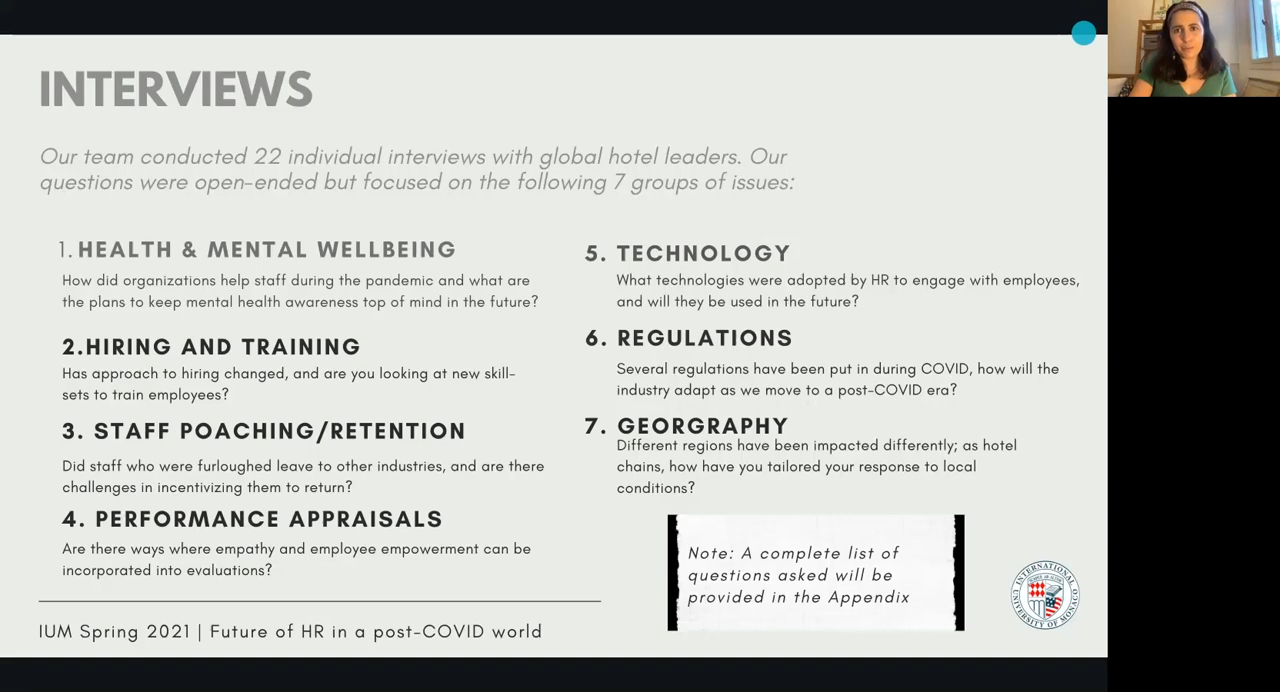 INTERVIEWS
Our team conducted 22 individual interviews with global hotel leaders. Our
questions were open-ended but focused on the following 7 groups of issues:
1. HEALTH & MENTAL WELLBEING
How did organizations help staff during the pandemic and what are
the plans to keep mental health awareness top of mind in the future?
2.HIRING AND TRAINING
Has approach to hiring changed, and are you looking at new skill-
sets to train employees?
3. STAFF POACHING/RETENTION
Did staff who were furloughed leave to other industries, and are there
challenges in incentivizing them to return?
4. PERFORMANCE APPRAISALS
Are there ways where empathy and employee empowerment can be
incorporated into evaluations?
5. TECHNOLOGY
What technologies were adopted by HR to engage with employees,
and will they be used in the future?
6. REGULATIONS
Several regulations have been put in during COVID, how will the
industry adapt as we move to a post-COVID era?
7. GEORGRAPHY
Different regions have been impacted differently; as hotel
chains, how have you tailored your response to local
conditions?
Note: A complete list of
questions asked will be
provided in the Appendix
IUM Spring 2021 | Future of HR in a post-COVID world
INTERNATIONAL
UNIVERSITY OF MONACO